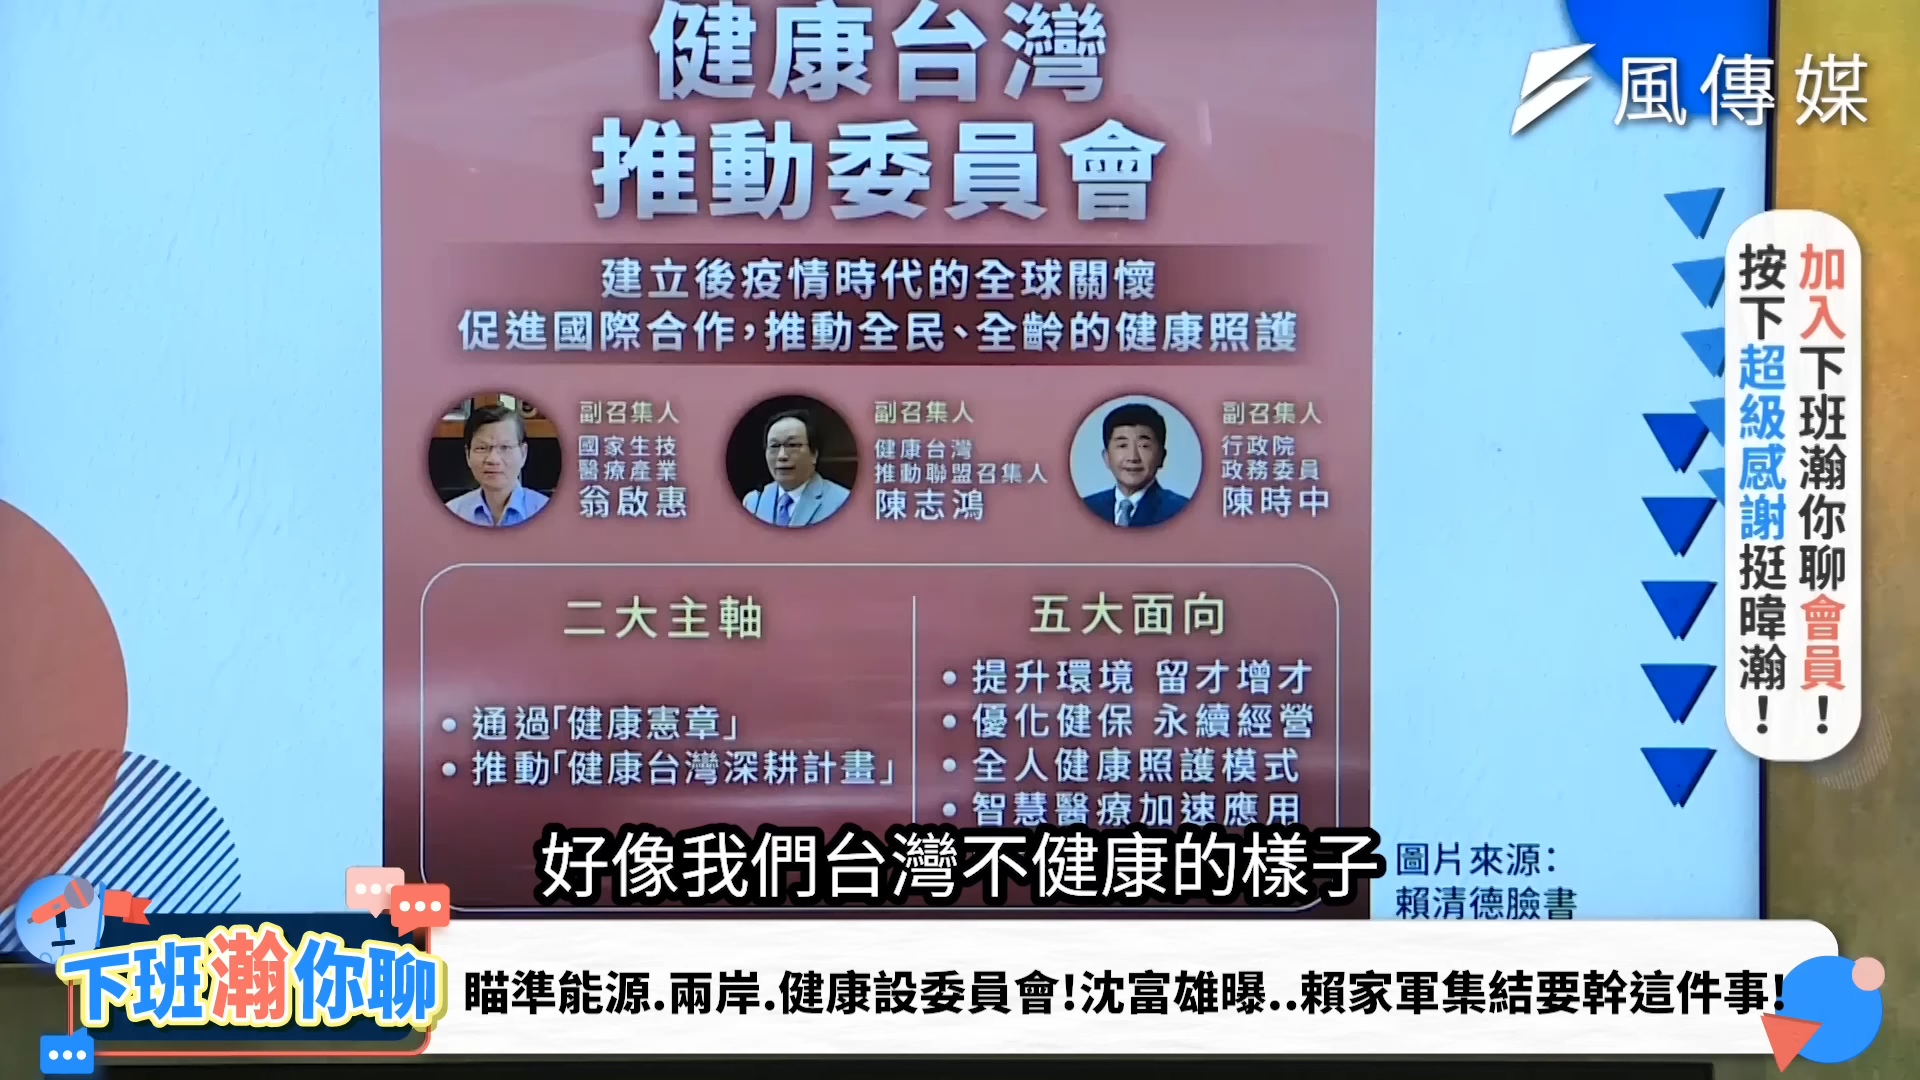 健康台灣
推動委員會
建立後疫情時代的全球關懷
促進國際合作，推動全民、全齡的健康照護
副召集人
國家生技
醫療產業
翁啟惠
副召集人
健康台灣
推動聯盟召集人
陳志鴻
副召集人
行政院
政務委員
陳時中
二大主軸
• 通過「健康憲章」
• 推動「健康台灣深耕計畫」
五大面向
• 提升環境 留才增才
• 優化健保 永續經營
• 全人健康照護模式
• 智慧醫療加速應用
風傳媒
加入下班瀚你聊會員！
按下超級感謝挺暐瀚！
圖片來源：
賴清德臉書
好像我們台灣不健康的樣子
下班瀚你聊
瞄準能源.兩岸.健康設委員會!沈富雄曝..賴家軍集結要幹這件事!